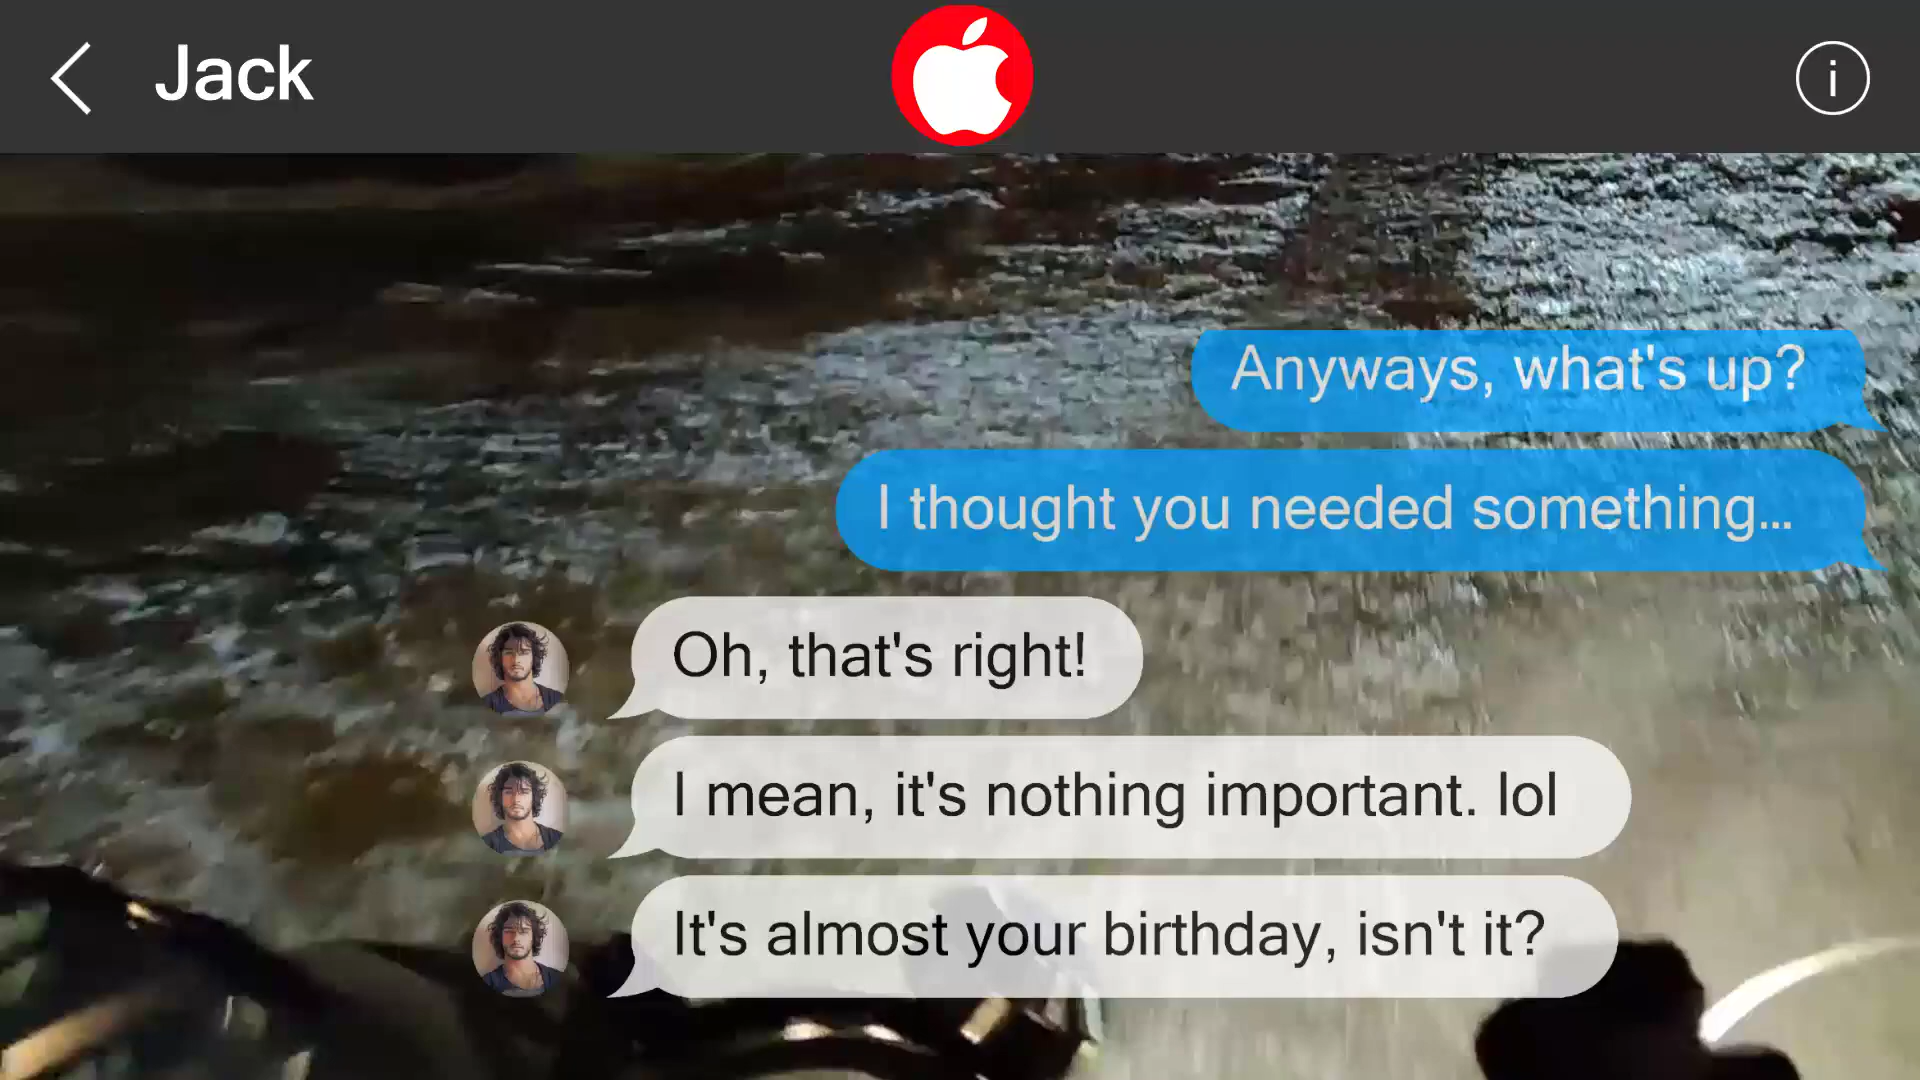 Jack
Anyways, what's up?
I thought you needed something...
Oh, that's right!
I mean, it's nothing important. lol
It's almost your birthday, isn't it?